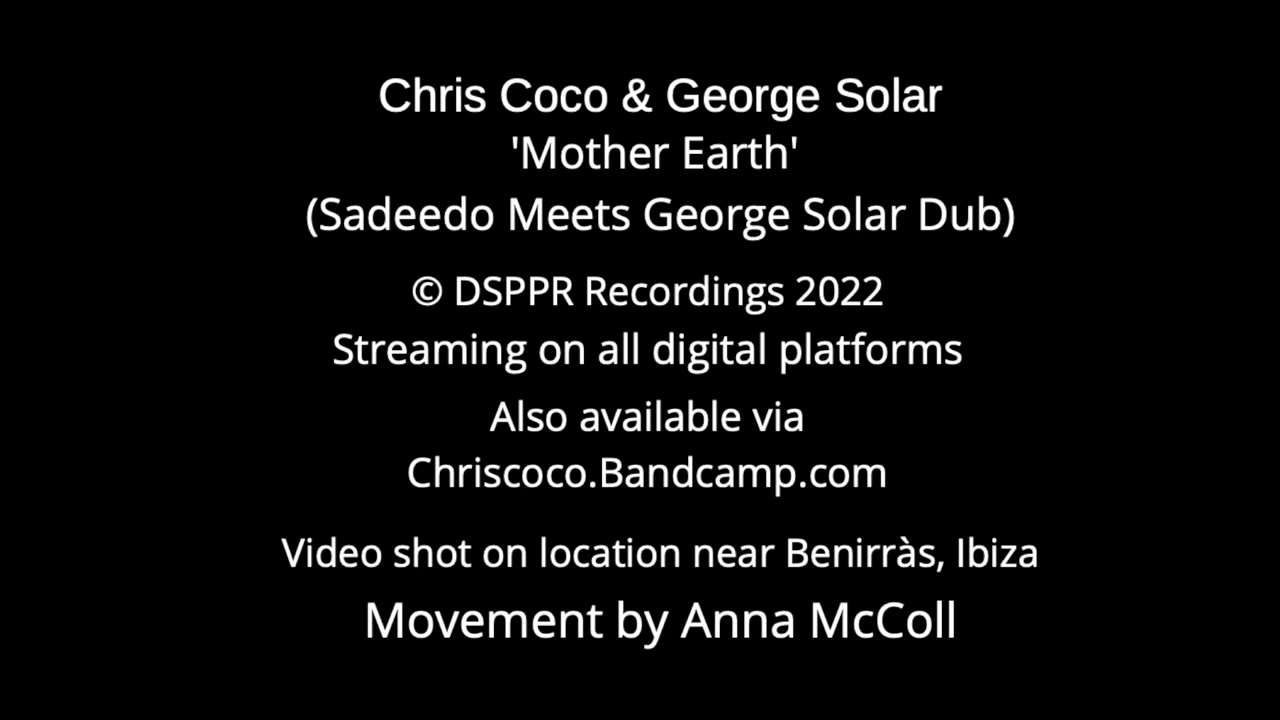 Chris Coco & George Solar
'Mother Earth'
(Sadeedo Meets George Solar Dub)
© DSPPR Recordings 2022
Streaming on all digital platforms
Also available via
Chriscoco.Bandcamp.com
Video shot on location near Benirràs, Ibiza
Movement by Anna McColl